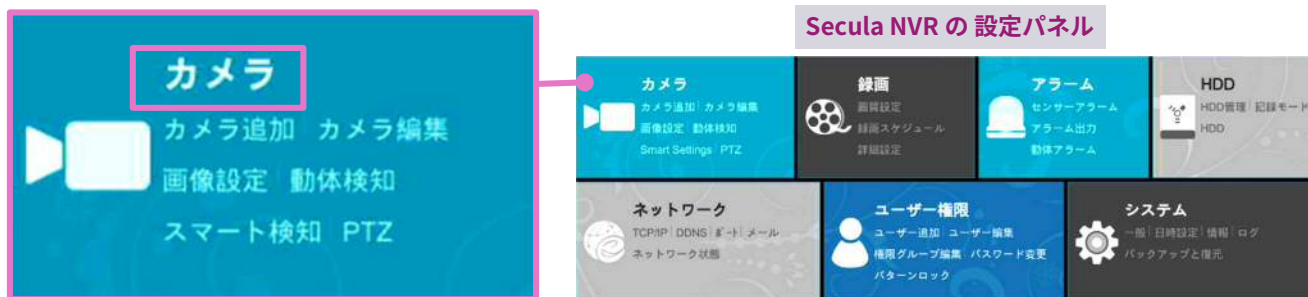 カメラ
カメラ追加 カメラ編集
画像設定 動体検知
スマート検知 PTZ
Secula NVR の 設定パネル
カメラ
カメラ追加 | カメラ編集
画像設定 | 動体検知
Smart Settings | PTZ
録画
画質設定
録画スケジュール
詳細設定
アラーム
センサーアラーム
アラーム出力
動体アラーム
HDD
HDD管理 | 記録モード
HDD
ネットワーク
TCP/IP | DDNS | ポート | メール
ネットワーク状態
ユーザー権限
ユーザー追加 | ユーザー編集
権限グループ編集 | パスワード変更
パターンロック
システム
一般 | 日時設定 | 情報 | ログ
バックアップと復元